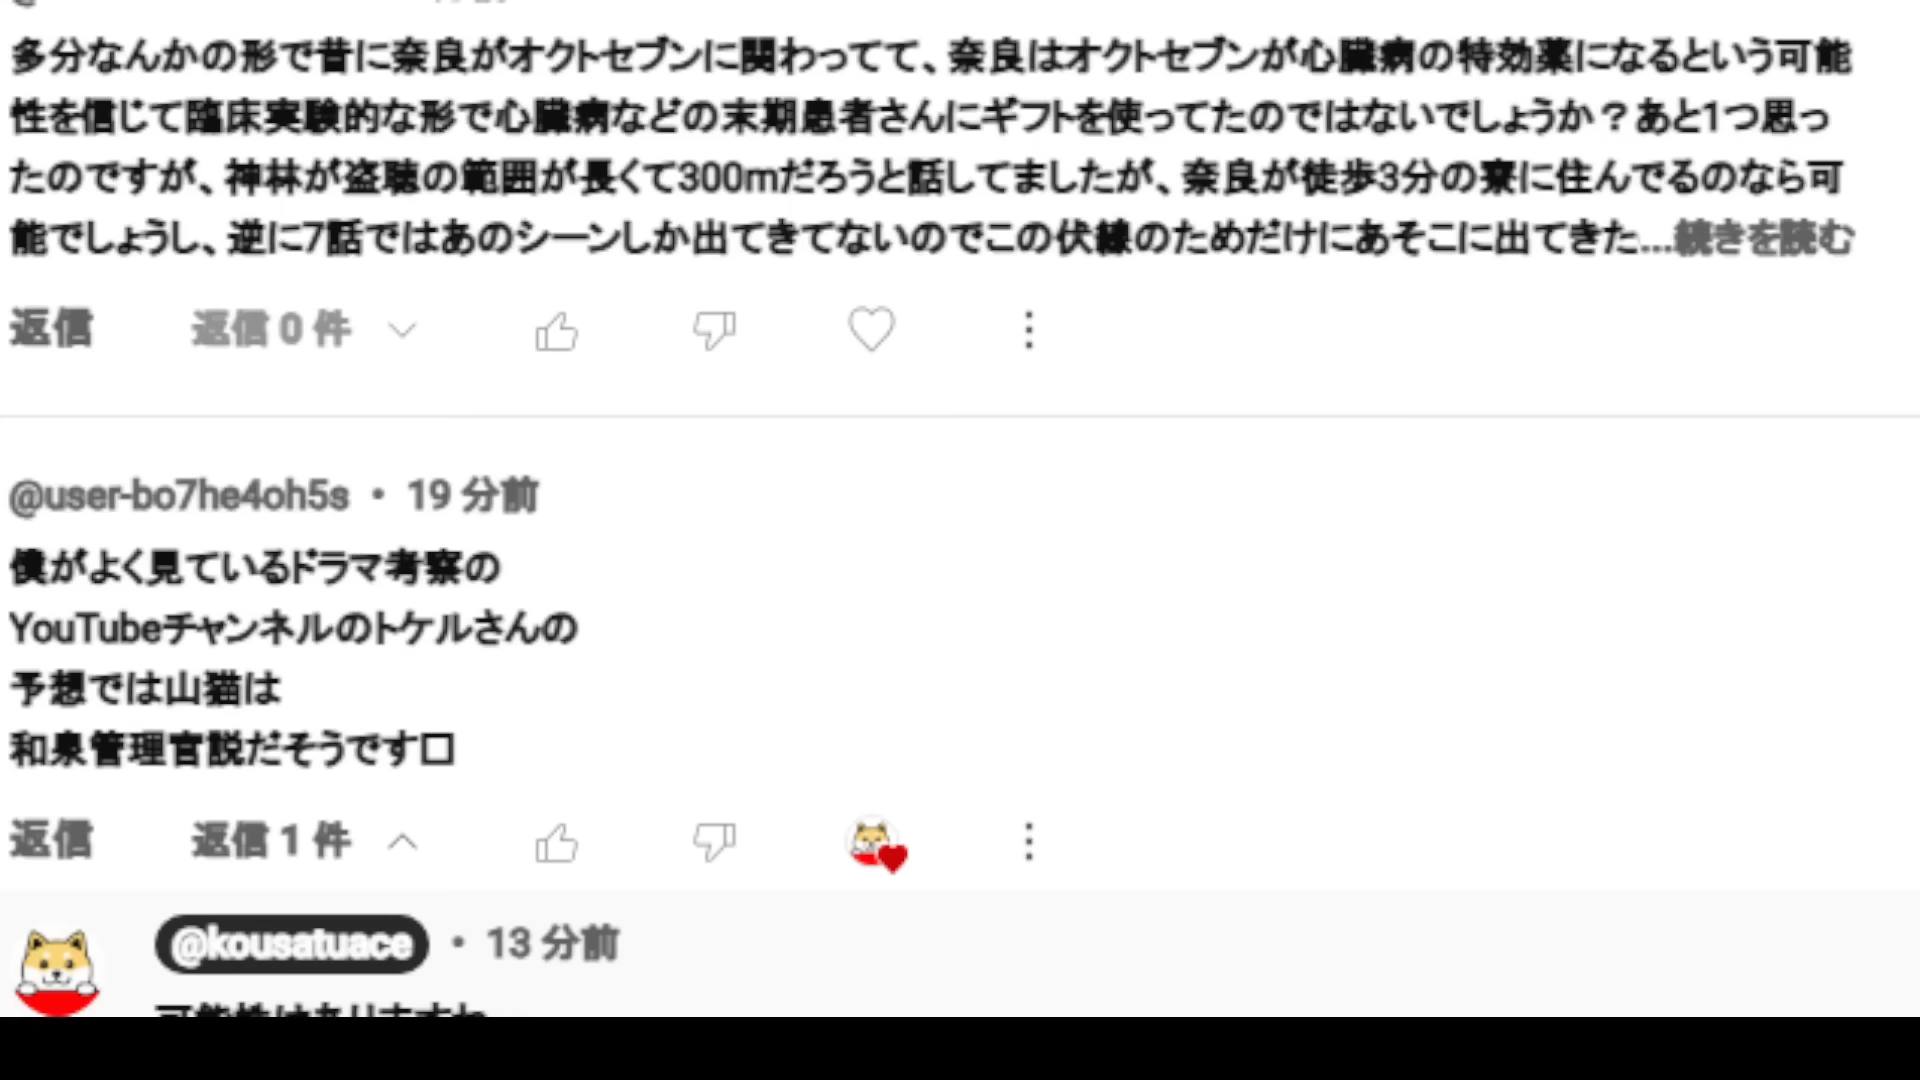 多分なんかの形で昔に奈良がオクトセブンに関わってて、奈良はオクトセブンが心臓病の特効薬になるという可能
性を信じて臨床実験的な形で心臓病などの末期患者さんにギフトを使ってたのではないでしょうか？あと1つ思っ
たのですが、神林が盗聴の範囲が長くて300mだろうと話してましたが、奈良が徒歩3分の寮に住んでるのなら可
能でしょうし、逆に7話ではあのシーンしか出てきてないのでこの伏線のためだけにあそこに出てきた...続きを読む
返信 返信 0 件
@user-bo7he4oh5s • 19 分前
僕がよく見ているドラマ考察の
YouTubeチャンネルのトケルさんの
予想では山猫は
和泉管理官説だそうです□
返信 返信 1 件
@kousatuace • 13 分前
可能性はありますね